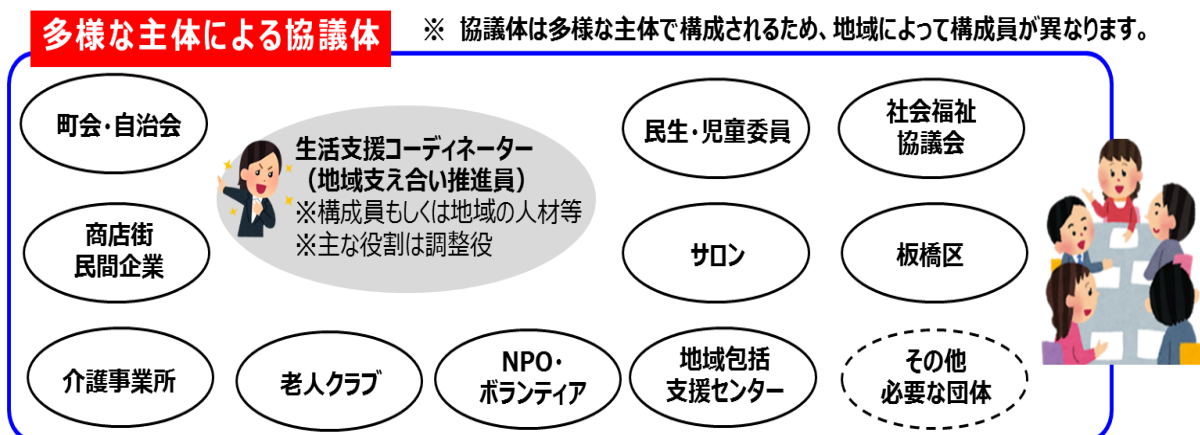 多様な主体による協議体
※ 協議体は多様な主体で構成されるため、地域によって構成員が異なります。
町会・自治会
生活支援コーディネーター
（地域支え合い推進員）
※構成員もしくは地域の人材等
※主な役割は調整役
民生・児童委員
社会福祉
協議会
商店街
民間企業
サロン
板橋区
介護事業所
老人クラブ
NPO・
ボランティア
地域包括
支援センター
その他
必要な団体